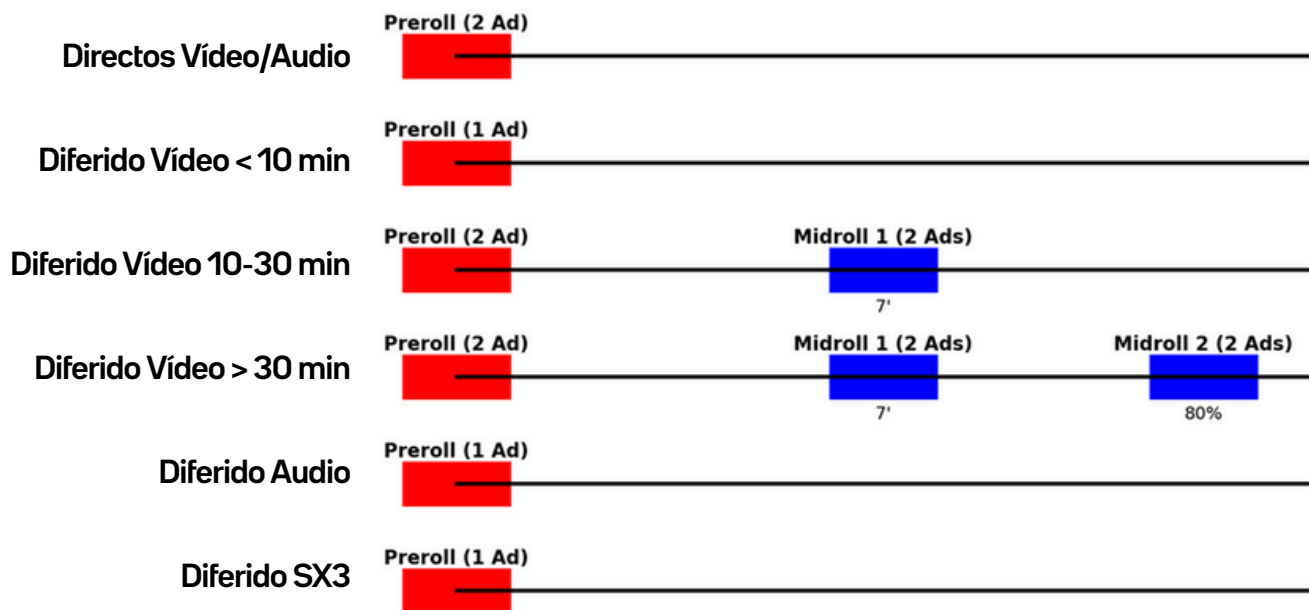 Preroll (2 Ad)
Directos Vídeo/Audio
Preroll (1 Ad)
Diferido Vídeo < 10 min
Preroll (2 Ad)
Midroll 1 (2 Ads)
Diferido Vídeo 10-30 min
7'
Preroll (2 Ad)
Midroll 1 (2 Ads)
Midroll 2 (2 Ads)
Diferido Vídeo > 30 min
7'
80%
Preroll (1 Ad)
Diferido Audio
Preroll (1 Ad)
Diferido SX3